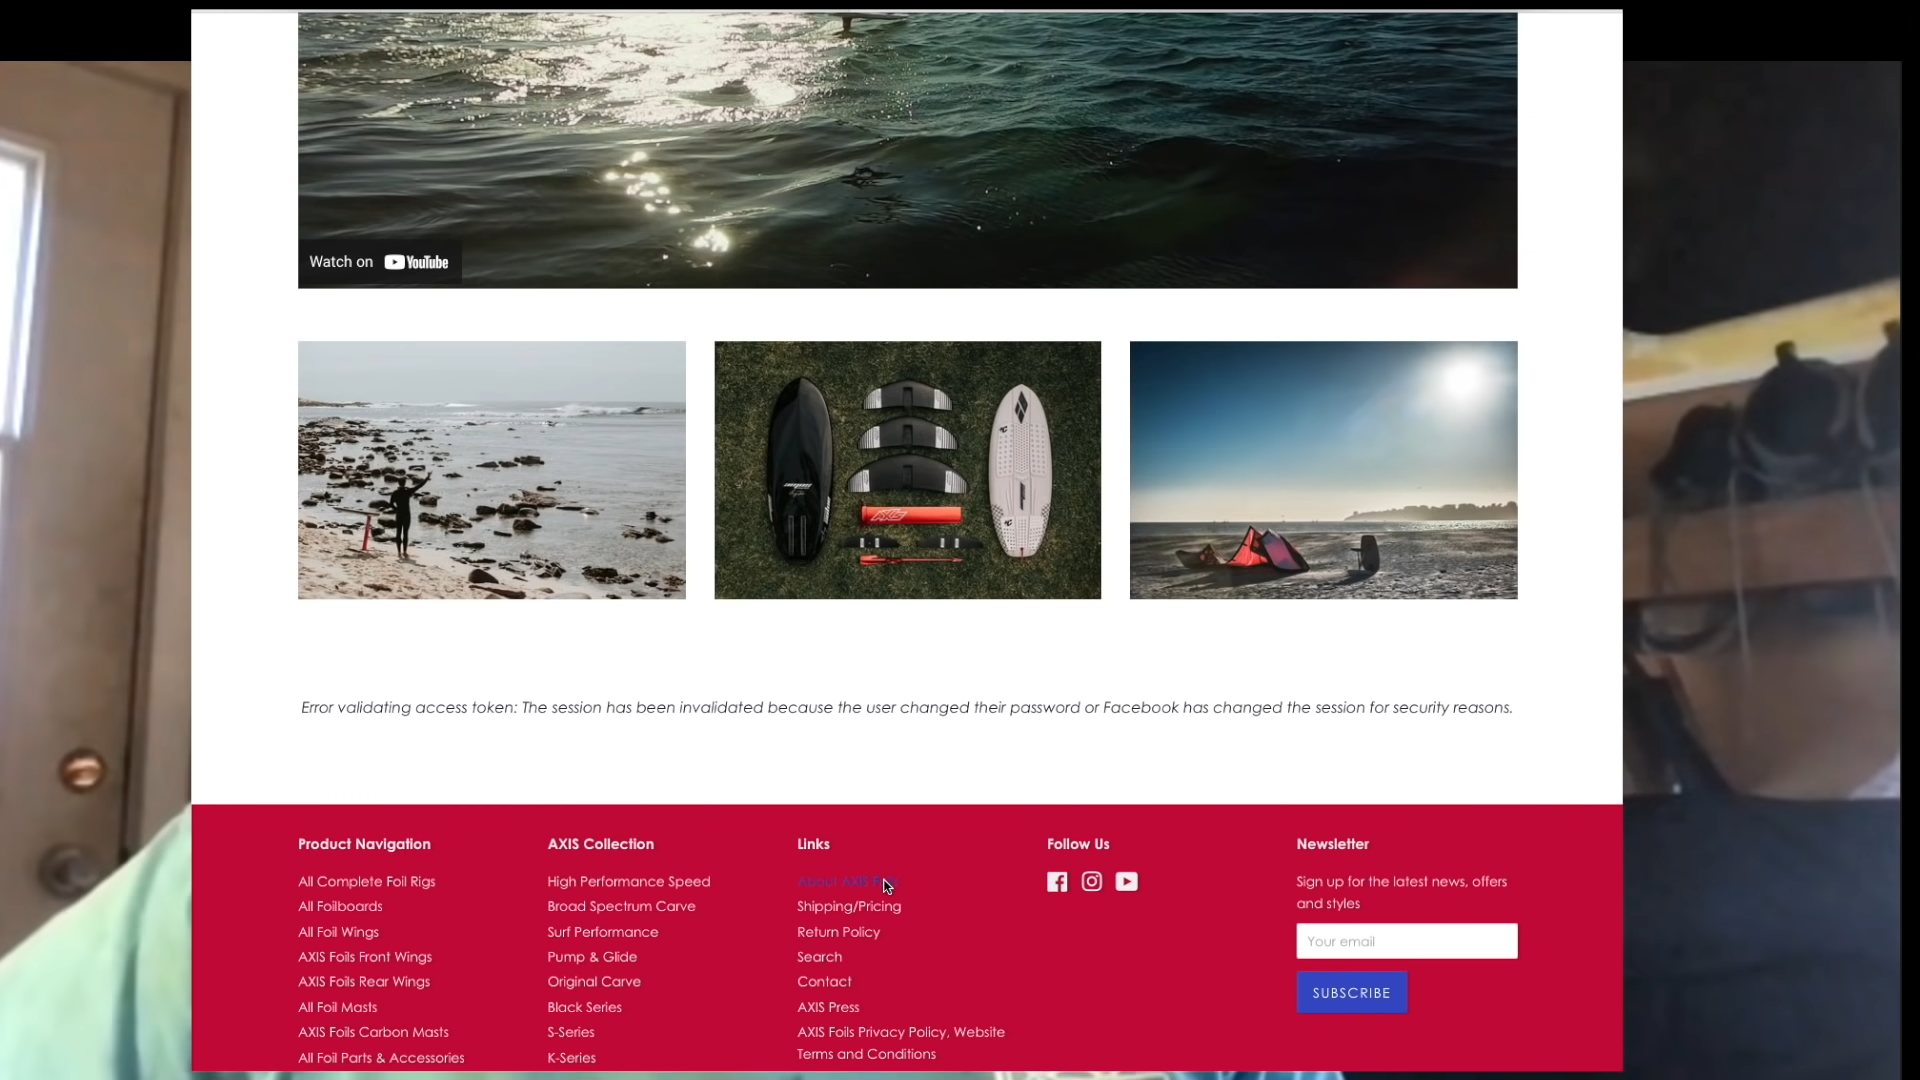 Watch on YouTube
AXIS
Error validating access token: The session has been invalidated because the user changed their password or Facebook has changed the session for security reasons.
Product Navigation
All Complete Foil Rigs
All Foilboards
All Foil Wings
AXIS Foils Front Wings
AXIS Foils Rear Wings
All Foil Masts
AXIS Foils Carbon Masts
All Foil Parts & Accessories
AXIS Collection
High Performance Speed
Broad Spectrum Carve
Surf Performance
Pump & Glide
Original Carve
Black Series
S-Series
K-Series
Links
About AXIS
Shipping/Pricing
Return Policy
Search
Contact
AXIS Press
AXIS Foils Privacy Policy, Website
Terms and Conditions
Follow Us
Newsletter
Sign up for the latest news, offers
and styles
Your email
SUBSCRIBE